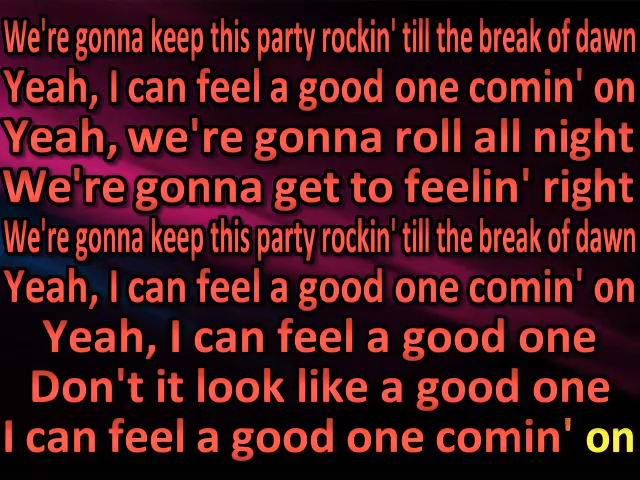 We're gonna keep this party rockin' till the break of dawn
Yeah, I can feel a good one comin' on
Yeah, we're gonna roll all night
We're gonna get to feelin' right
We're gonna keep this party rockin' till the break of dawn
Yeah, I can feel a good one comin' on
Yeah, I can feel a good one
Don't it look like a good one
I can feel a good one comin' on